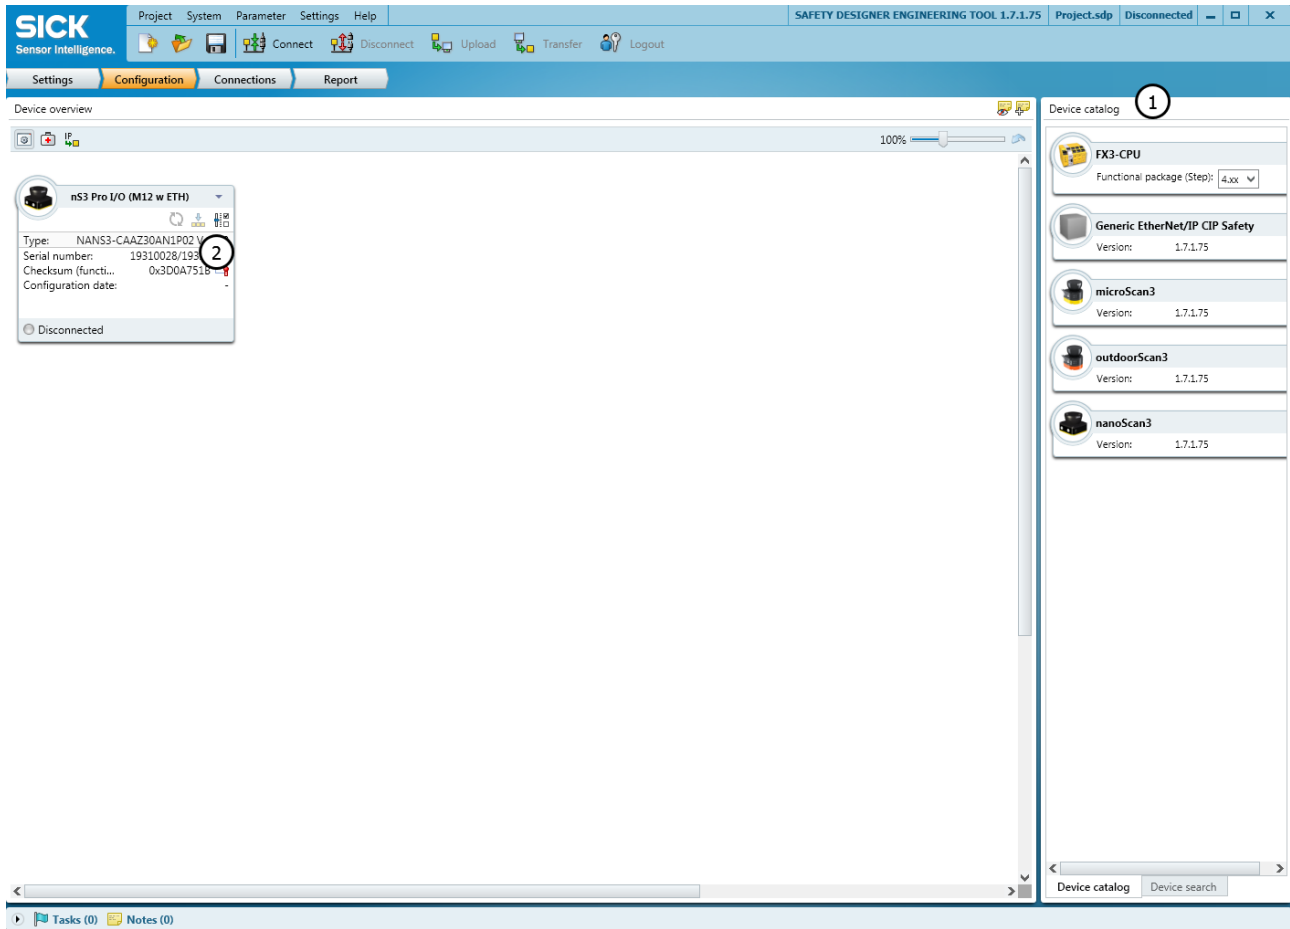 SICK
Sensor Intelligence.
Project System Parameter Settings Help
SAFETY DESIGNER ENGINEERING TOOL 1.7.1.75 Project.sdp Disconnected
Connect Disconnect Upload Transfer Logout
Settings Configuration Connections Report
Device overview
IP
100%
nS3 Pro I/O (M12 w ETH)
Type: NANS3-CAAZ30AN1P02
Serial number: 19310028/193
Checksum (functi... 0x3D0A751B
Configuration date: -
Disconnected
2
Device catalog
1
FX3-CPU
Functional package (Step): 4.xx
Generic EtherNet/IP CIP Safety
Version: 1.7.1.75
microScan3
Version: 1.7.1.75
outdoorScan3
Version: 1.7.1.75
nanoScan3
Version: 1.7.1.75
Device catalog Device search
Tasks (0) Notes (0)